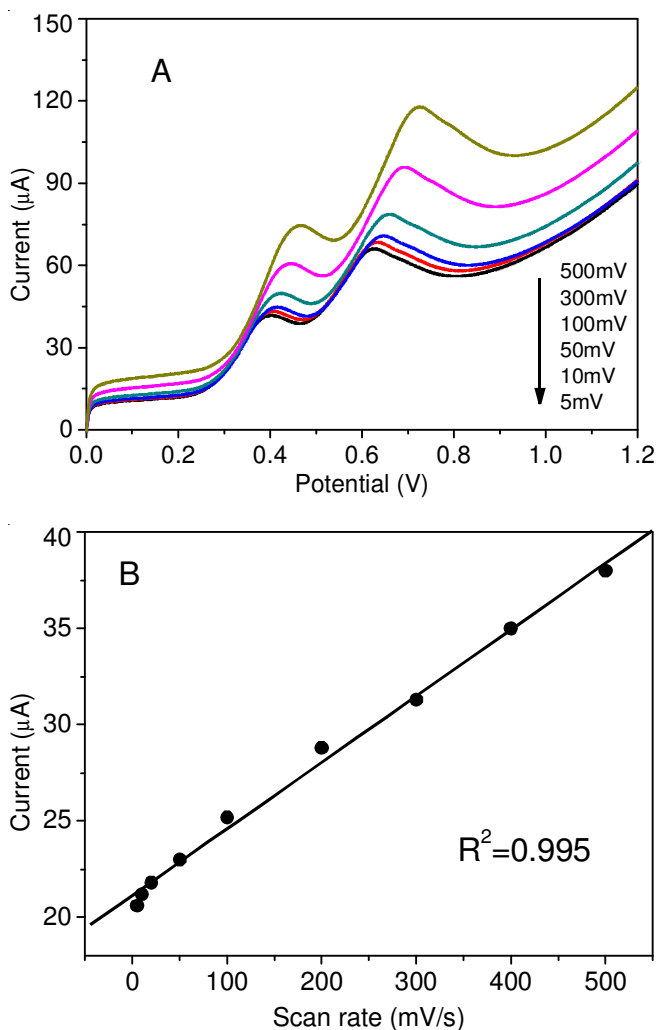 A
150
120
90
60
30
0
Current (μA)
500mV
300mV
100mV
50mV
10mV
5mV
0.0 0.2 0.4 0.6 0.8 1.0 1.2
Potential (V)
B
40
35
30
25
20
Current (μA)
R²=0.995
0 100 200 300 400 500
Scan rate (mV/s)